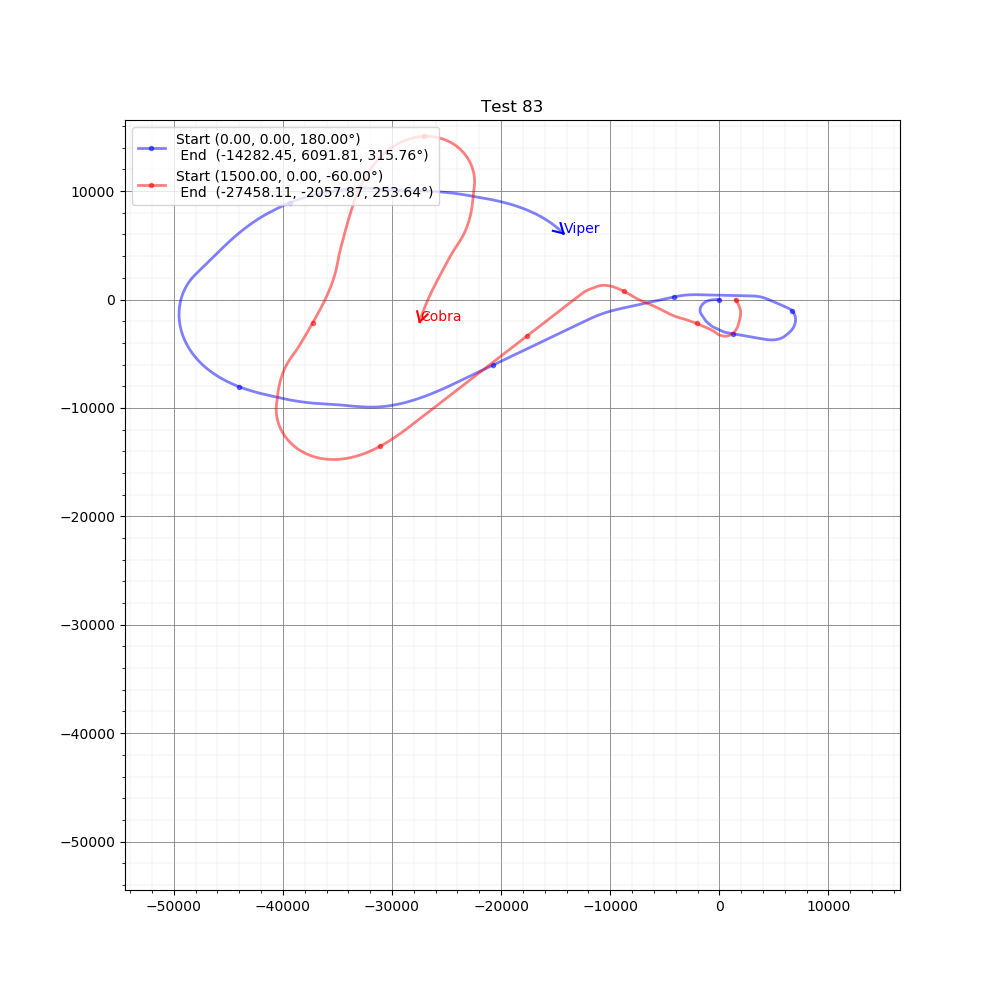 Test 83
Start (0.00, 0.00, 180.00°)
End (-14282.45, 6091.81, 315.76°)
Start (1500.00, 0.00, -60.00°)
End (-27458.11, -2057.87, 253.64°)
10000
Viper
0
Cobra
−10000
−20000
−30000
−40000
−50000
−50000 −40000 −30000 −20000 −10000 0 10000